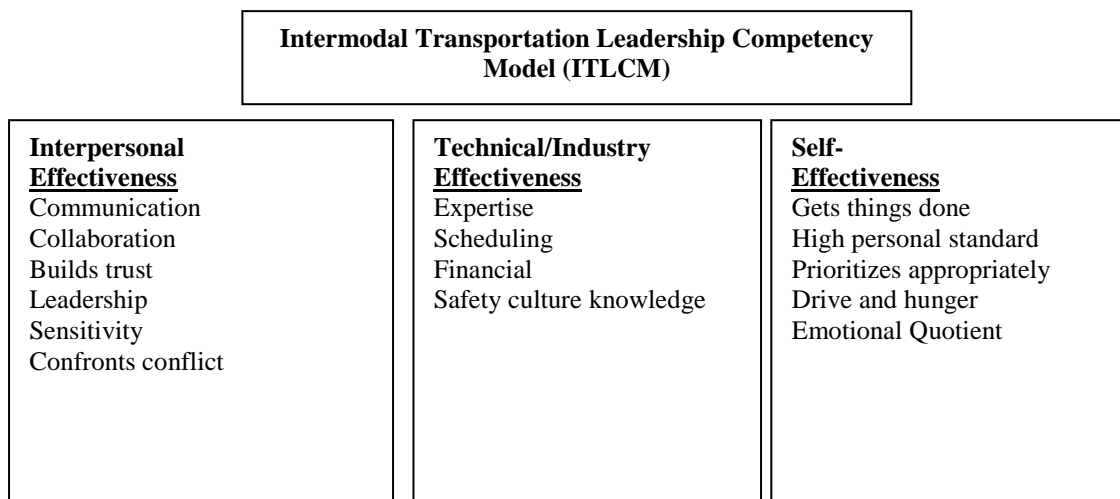 Intermodal Transportation Leadership Competency
Model (ITLCM)
Interpersonal
Effectiveness
Communication
Collaboration
Builds trust
Leadership
Sensitivity
Confronts conflict
Technical/Industry
Effectiveness
Expertise
Scheduling
Financial
Safety culture knowledge
Self-
Effectiveness
Gets things done
High personal standard
Prioritizes appropriately
Drive and hunger
Emotional Quotient